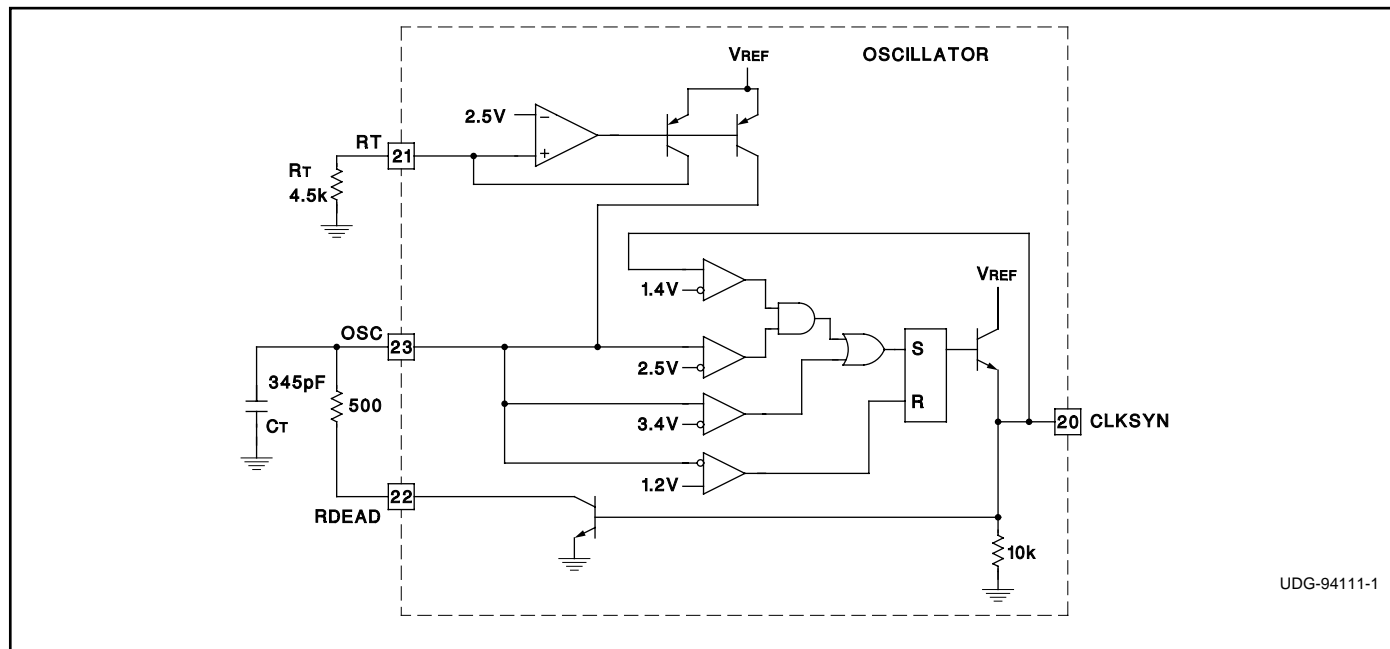 VREF
OSCILLATOR
2.5V
−
+
RT
21
RT
4.5k
1.4V
VREF
OSC
23
2.5V
S
R
345pF
CT
500
3.4V
20
CLKSYN
1.2V
22
RDEAD
10k
UDG-94111-1